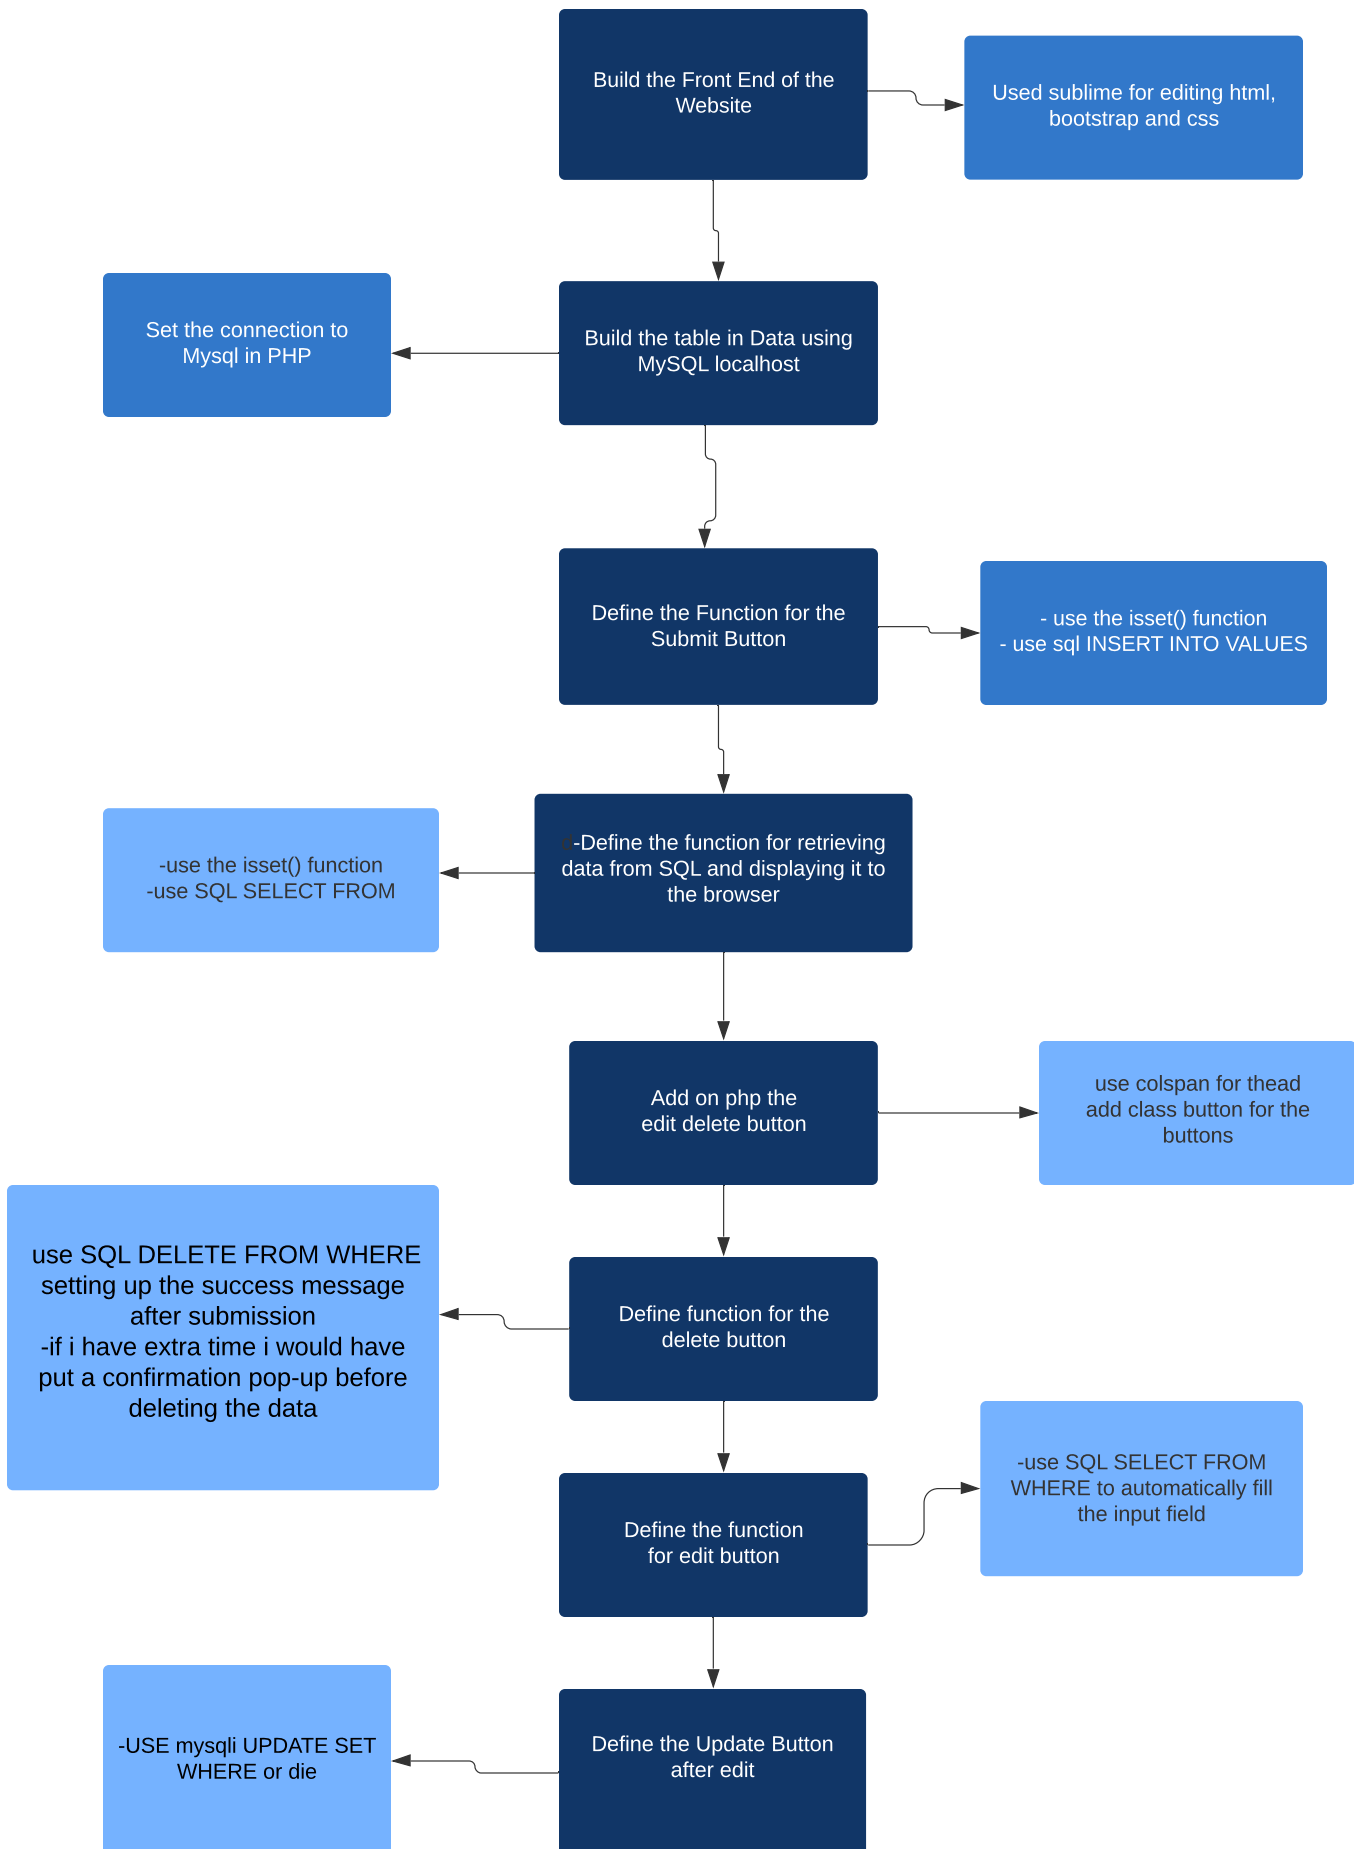 Build the Front End of the
Website
Used sublime for editing html,
bootstrap and css
Set the connection to
Mysql in PHP
Build the table in Data using
MySQL localhost
Define the Function for the
Submit Button
- use the isset() function
- use sql INSERT INTO VALUES
-use the isset() function
-use SQL SELECT FROM
d-Define the function for retrieving
data from SQL and displaying it to
the browser
Add on php the
edit delete button
use colspan for thead
add class button for the
buttons
use SQL DELETE FROM WHERE
setting up the success message
after submission
-if i have extra time i would have
put a confirmation pop-up before
deleting the data
Define function for the
delete button
Define the function
for edit button
-use SQL SELECT FROM
WHERE to automatically fill
the input field
-USE mysqli UPDATE SET
WHERE or die
Define the Update Button
after edit